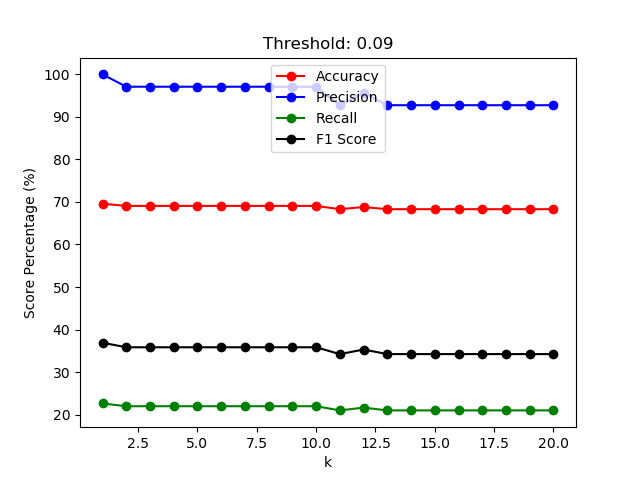 Threshold: 0.09
Score Percentage (%)
100
90
80
70
60
50
40
30
20
Accuracy
Precision
Recall
F1 Score
2.5 5.0 7.5 10.0 12.5 15.0 17.5 20.0
k